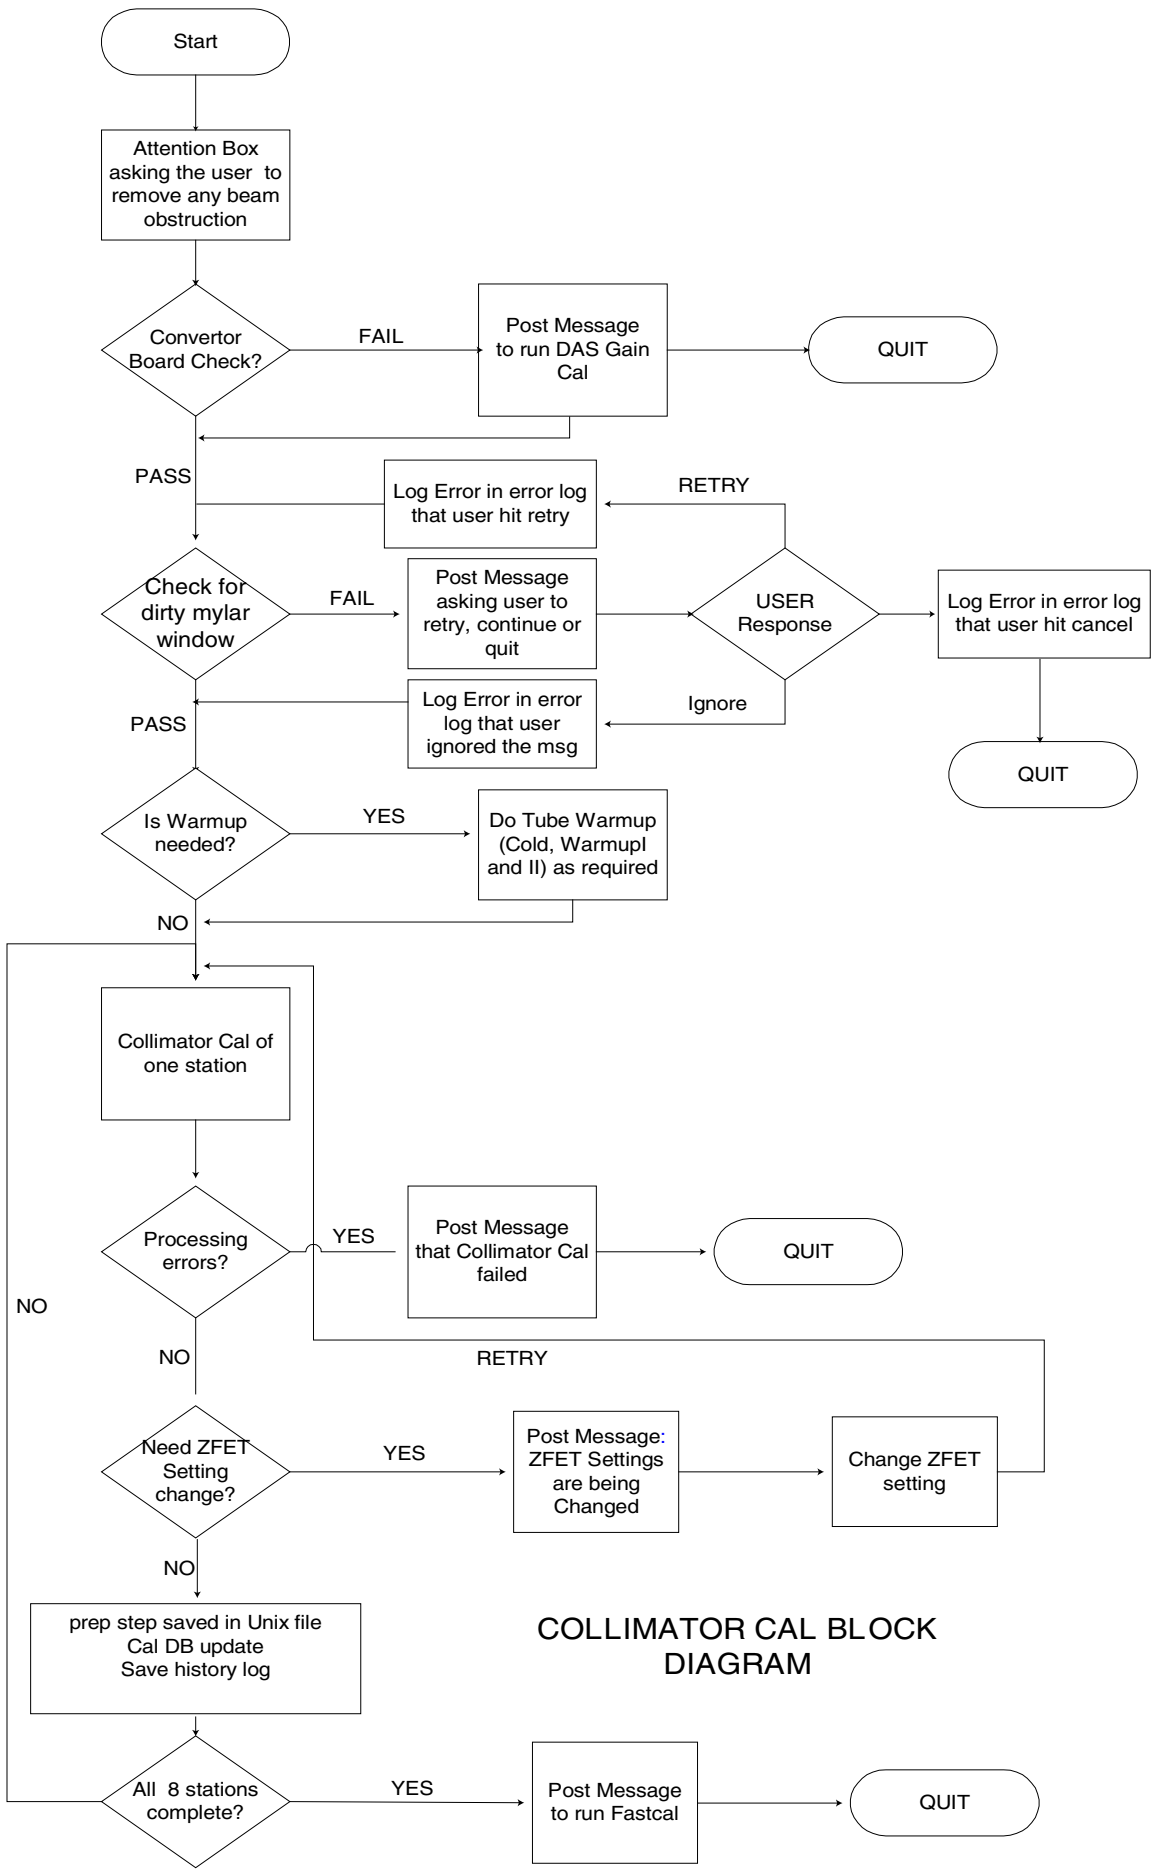 Start
Attention Box
asking the user to
remove any beam
obstruction
Convertor
Board Check?
FAIL
Post Message
to run DAS Gain
Cal
QUIT
PASS
Log Error in error log
that user hit retry
RETRY
Check for
dirty mylar
window
FAIL
Post Message
asking user to
retry, continue or
quit
USER
Response
Log Error in error log
that user hit cancel
PASS
Log Error in error
log that user
ignored the msg
Ignore
QUIT
Is Warmup
needed?
YES
Do Tube Warmup
(Cold, WarmupI
and II) as required
NO
Collimator Cal of
one station
Processing
errors?
YES
Post Message
that Collimator Cal
failed
QUIT
NO
NO
RETRY
Need ZFET
Setting
change?
YES
Post Message:
ZFET Settings
are being
Changed
Change ZFET
setting
NO
prep step saved in Unix file
Cal DB update
Save history log
COLLIMATOR CAL BLOCK
DIAGRAM
All 8 stations
complete?
YES
Post Message
to run Fastcal
QUIT